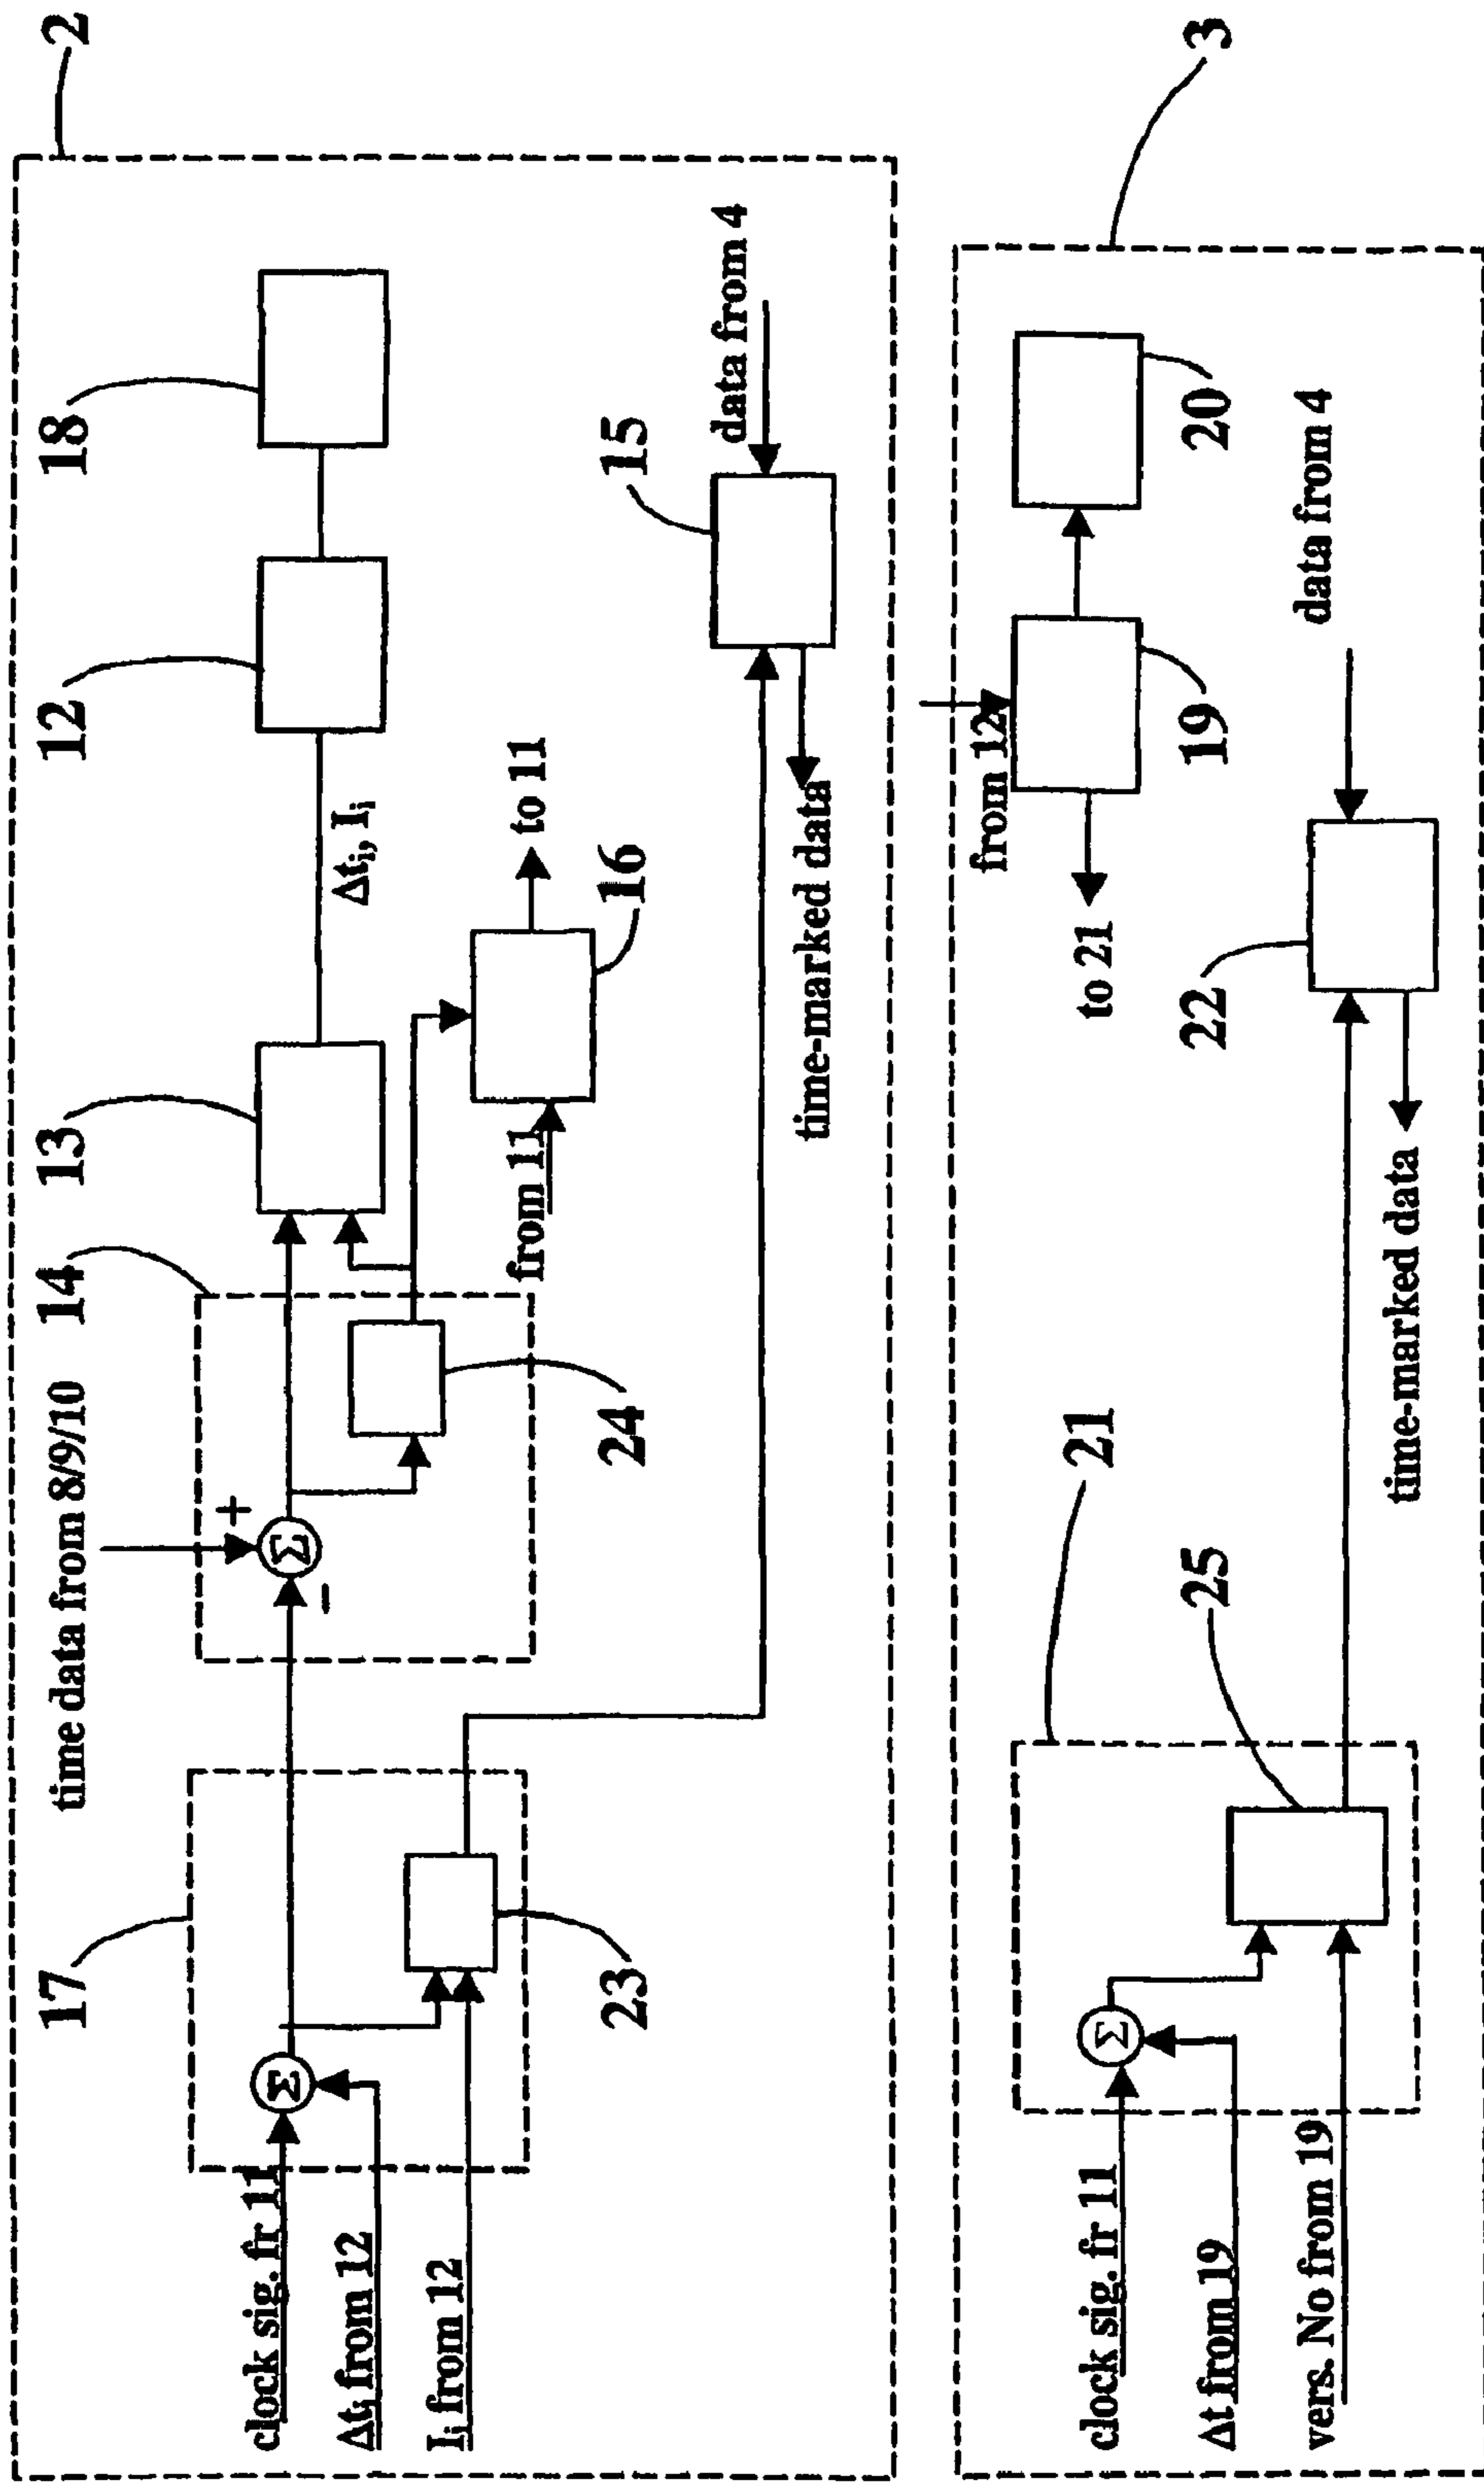 2
18
12
13
14
time data from 8/9/10
17
+
Σ
−
Δtᵢ, Iᵢ
to 11
16
from 11
24
15
data from 4
time-marked data
Σ
23
clock sig. fr 11
Δtᵢ from 12
Iᵢ from 12
3
from 12
19
20
to 21
data from 4
22
time-marked data
21
25
Σ
clock sig. fr 11
Δt from 19
vers. No from 19